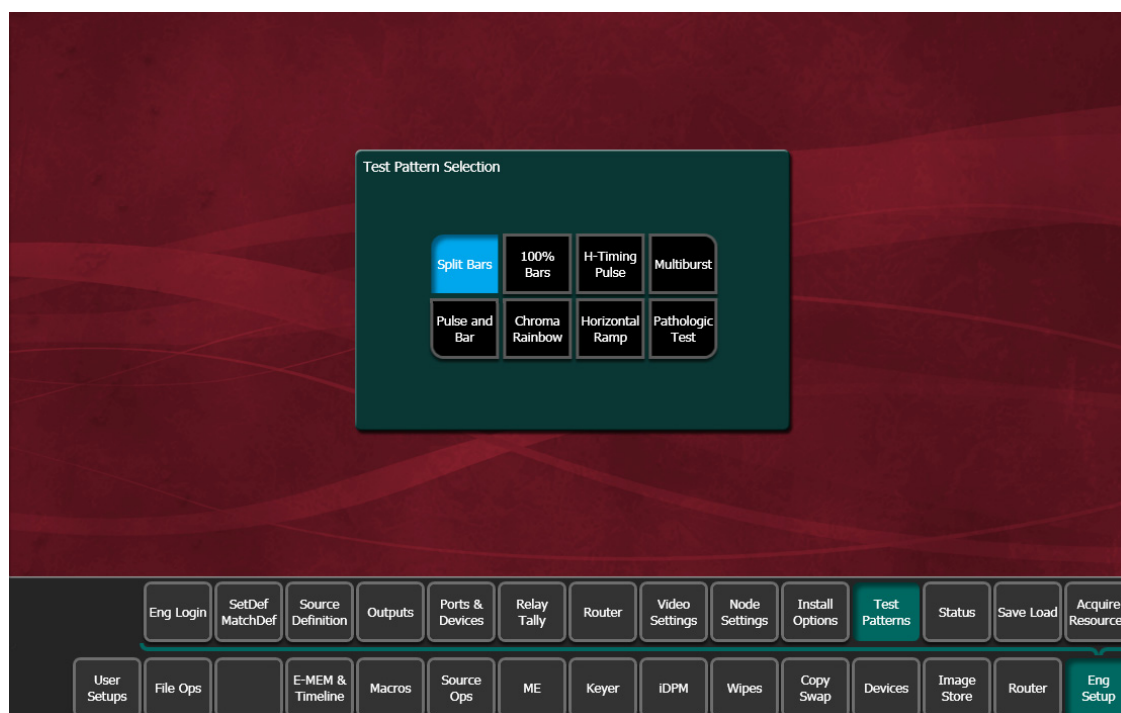 Test Pattern Selection
Split Bars
100%
Bars
H-Timing
Pulse
Multiburst
Pulse and
Bar
Chroma
Rainbow
Horizontal
Ramp
Pathologic
Test
Eng Login
SetDef
MatchDef
Source
Definition
Outputs
Ports &
Devices
Relay
Tally
Router
Video
Settings
Node
Settings
Install
Options
Test
Patterns
Status
Save Load
Acquire
Resource
User
Setups
File Ops
E-MEM &
Timeline
Macros
Source
Ops
ME
Keyer
iDPM
Wipes
Copy
Swap
Devices
Image
Store
Router
Eng
Setup